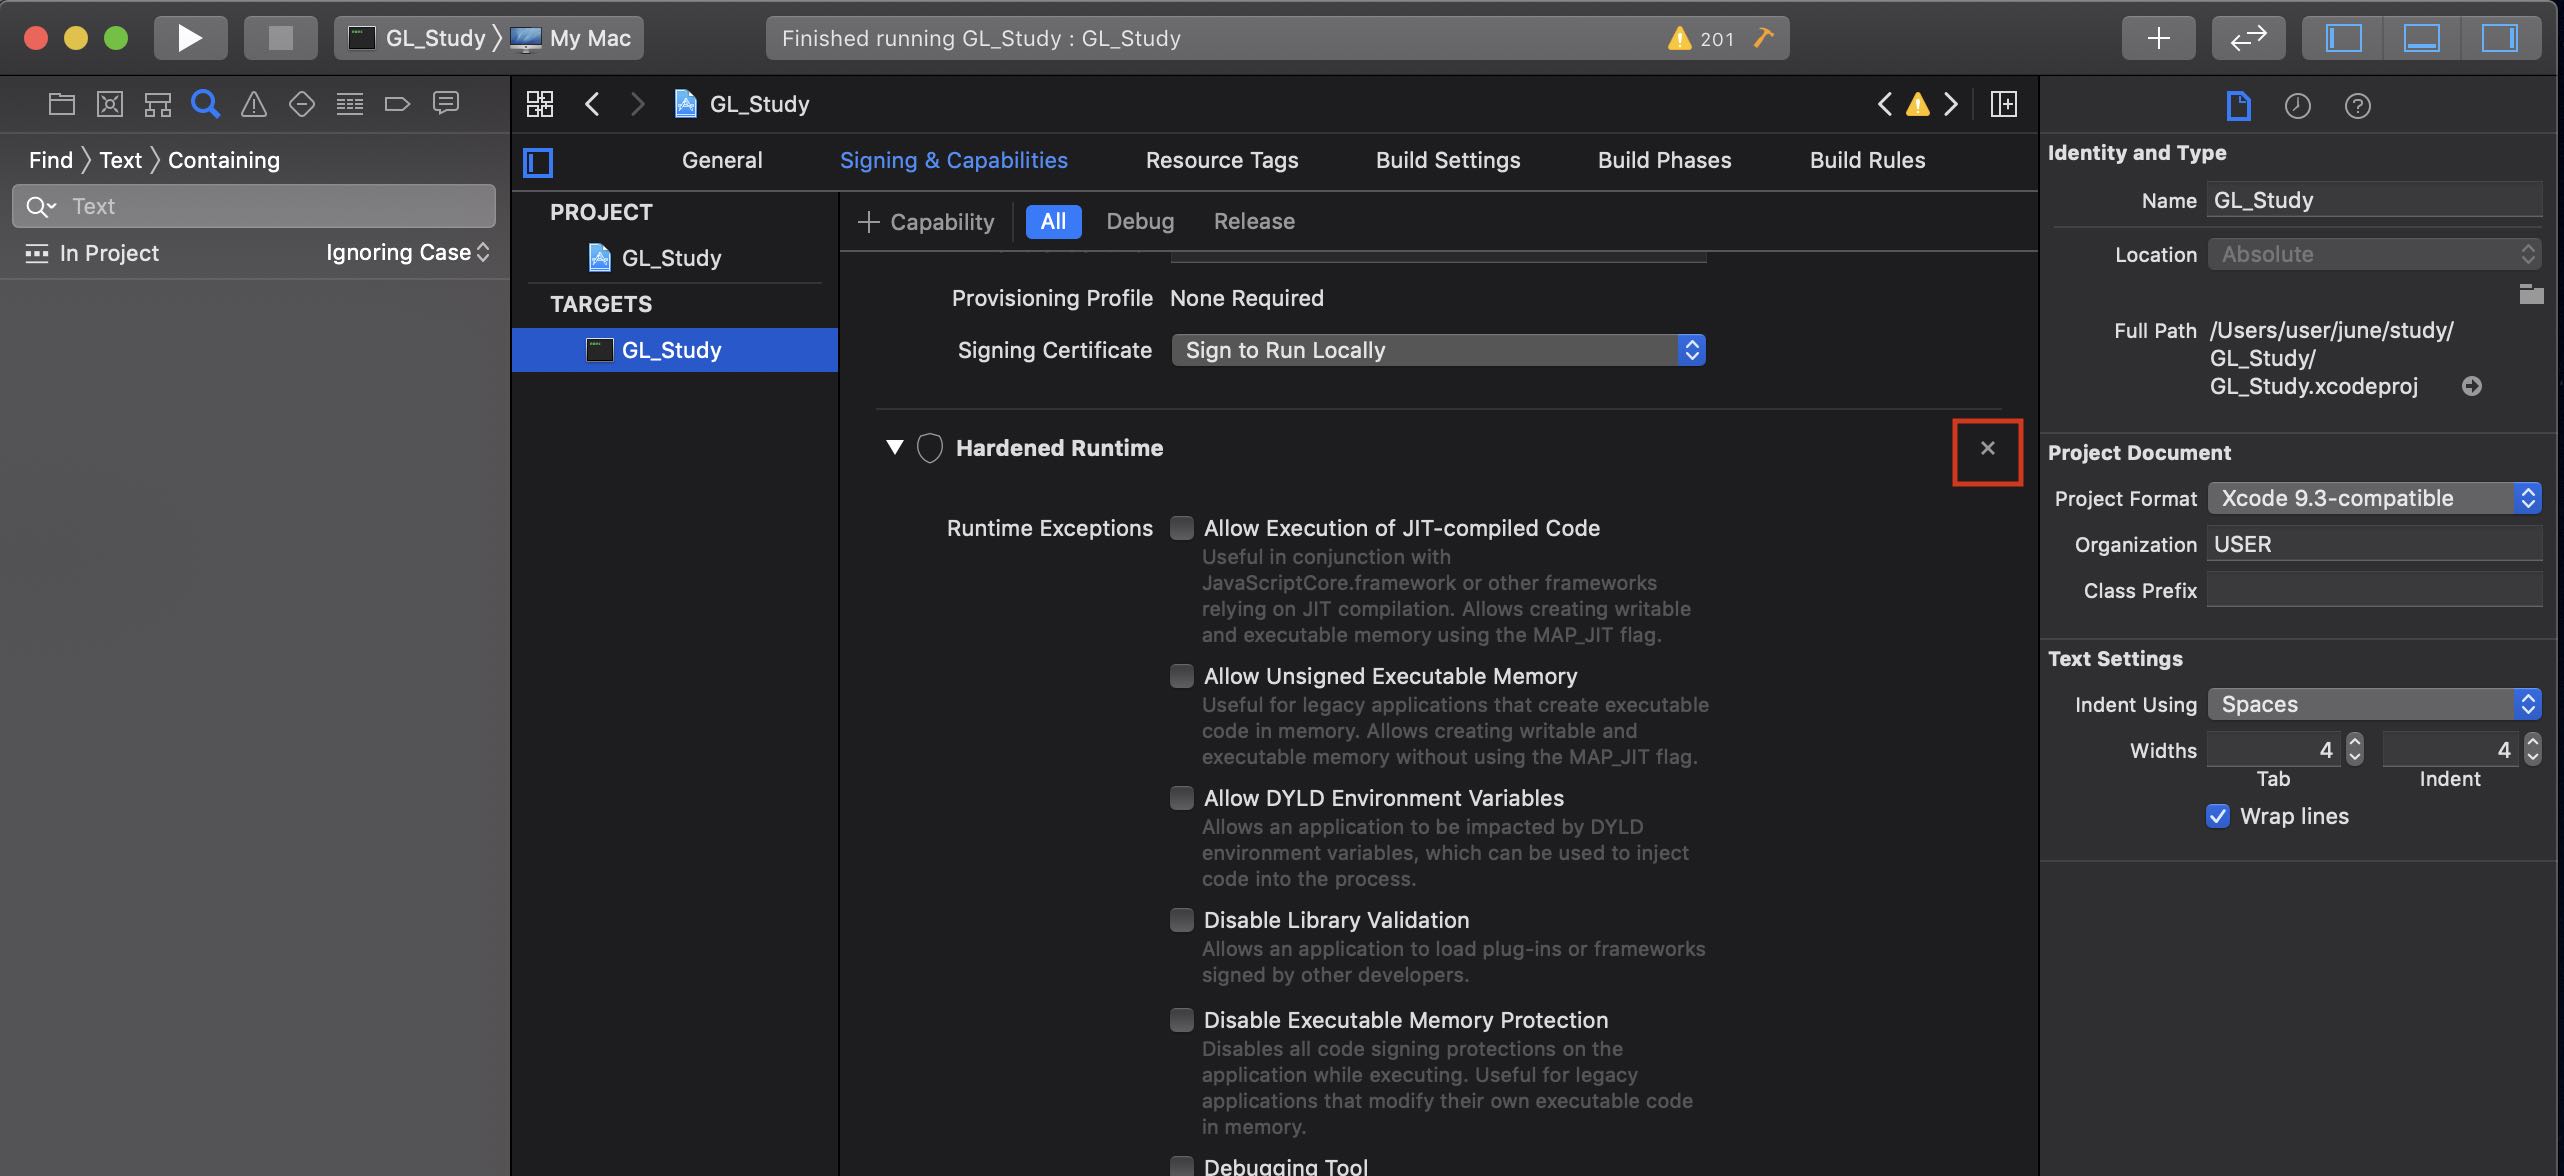 GL_Study 〉 My Mac
Finished running GL_Study : GL_Study
201
GL_Study
Find 〉 Text 〉 Containing
Text
In Project
Ignoring Case
General
Signing & Capabilities
Resource Tags
Build Settings
Build Phases
Build Rules
PROJECT
GL_Study
TARGETS
GL_Study
+ Capability
All
Debug
Release
Provisioning Profile None Required
Signing Certificate Sign to Run Locally
Hardened Runtime
Runtime Exceptions
Allow Execution of JIT-compiled Code
Useful in conjunction with
JavaScriptCore.framework or other frameworks
relying on JIT compilation. Allows creating writable
and executable memory using the MAP_JIT flag.
Allow Unsigned Executable Memory
Useful for legacy applications that create executable
code in memory. Allows creating writable and
executable memory without using the MAP_JIT flag.
Allow DYLD Environment Variables
Allows an application to be impacted by DYLD
environment variables, which can be used to inject
code into the process.
Disable Library Validation
Allows an application to load plug-ins or frameworks
signed by other developers.
Disable Executable Memory Protection
Disables all code signing protections on the
application while executing. Useful for legacy
applications that modify their own executable code
in memory.
Debugging Tool
Identity and Type
Name GL_Study
Location Absolute
Full Path /Users/user/june/study/
GL_Study/
GL_Study.xcodeproj
Project Document
Project Format Xcode 9.3-compatible
Organization USER
Class Prefix
Text Settings
Indent Using Spaces
Widths 4 4
Tab Indent
Wrap lines